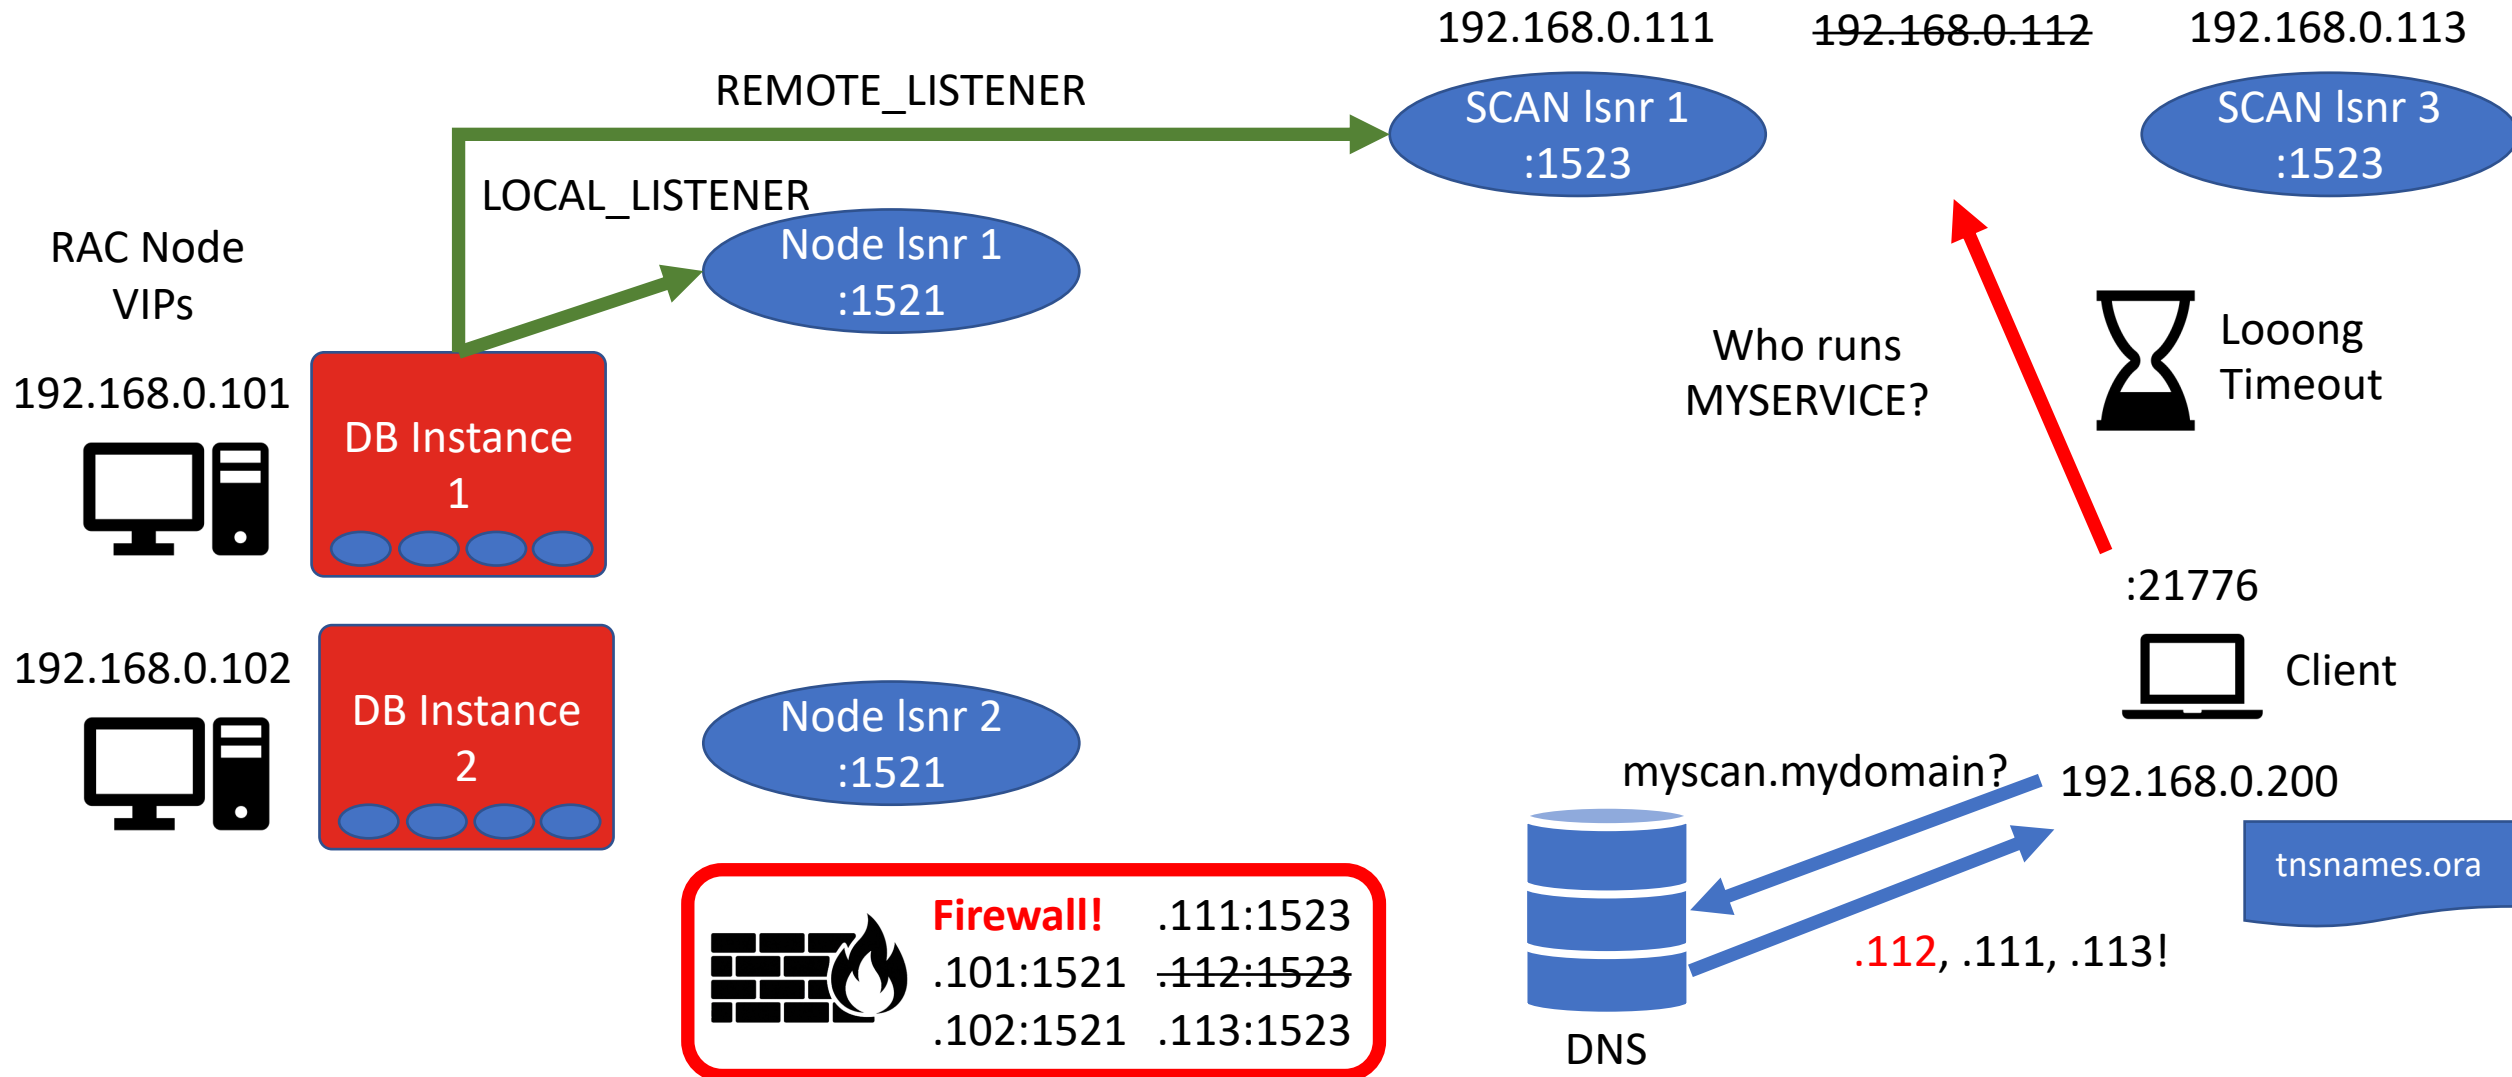 192.168.0.111
192.168.0.112
192.168.0.113
REMOTE_LISTENER
SCAN lsnr 1
:1523
SCAN lsnr 3
:1523
LOCAL_LISTENER
RAC Node
VIPs
Node lsnr 1
:1521
Who runs
MYSERVICE?
Looong
Timeout
192.168.0.101
DB Instance
1
:21776
Client
192.168.0.102
DB Instance
2
Node lsnr 2
:1521
myscan.mydomain?
192.168.0.200
tnsnames.ora
Firewall! .111:1523
.101:1521 .112:1523
.102:1521 .113:1523
.112, .111, .113!
DNS